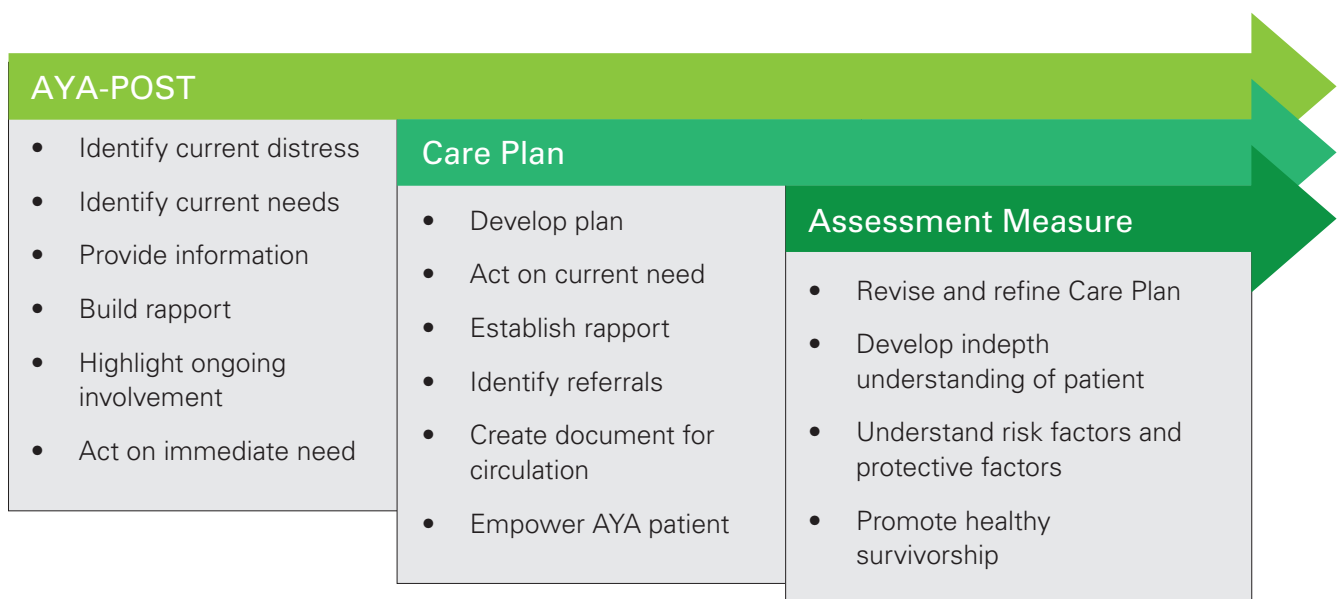 AYA-POST
• Identify current distress
• Identify current needs
• Provide information
• Build rapport
• Highlight ongoing
involvement
• Act on immediate need
Care Plan
• Develop plan
• Act on current need
• Establish rapport
• Identify referrals
• Create document for
circulation
• Empower AYA patient
Assessment Measure
• Revise and refine Care Plan
• Develop indepth
understanding of patient
• Understand risk factors and
protective factors
• Promote healthy
survivorship